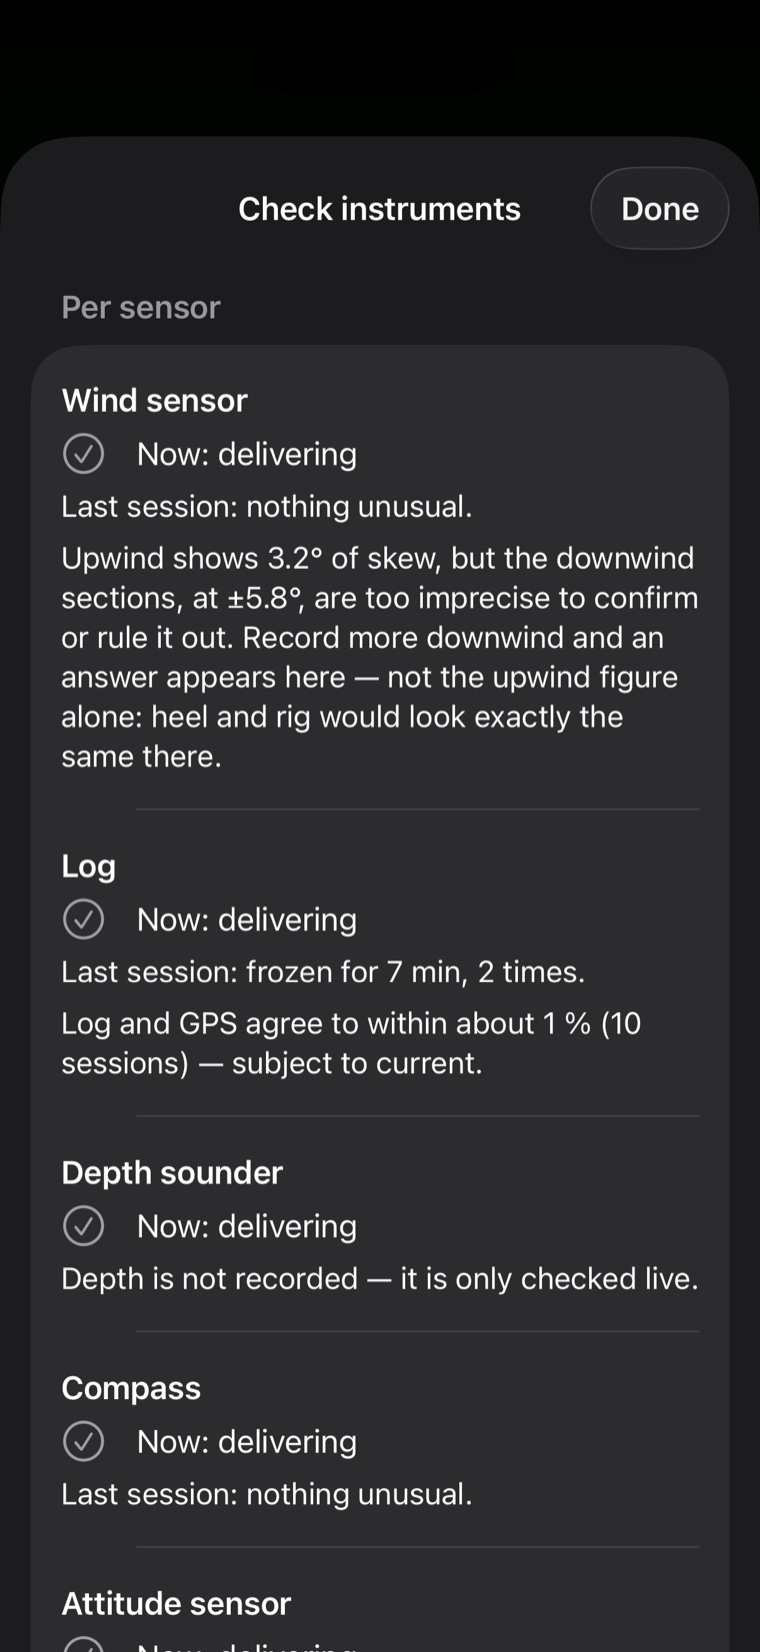 Check instruments
Done
Per sensor
Wind sensor
Now: delivering
Last session: nothing unusual.
Upwind shows 3.2° of skew, but the downwind
sections, at ±5.8°, are too imprecise to confirm
or rule it out. Record more downwind and an
answer appears here — not the upwind figure
alone: heel and rig would look exactly the
same there.
Log
Now: delivering
Last session: frozen for 7 min, 2 times.
Log and GPS agree to within about 1 % (10
sessions) — subject to current.
Depth sounder
Now: delivering
Depth is not recorded — it is only checked live.
Compass
Now: delivering
Last session: nothing unusual.
Attitude sensor